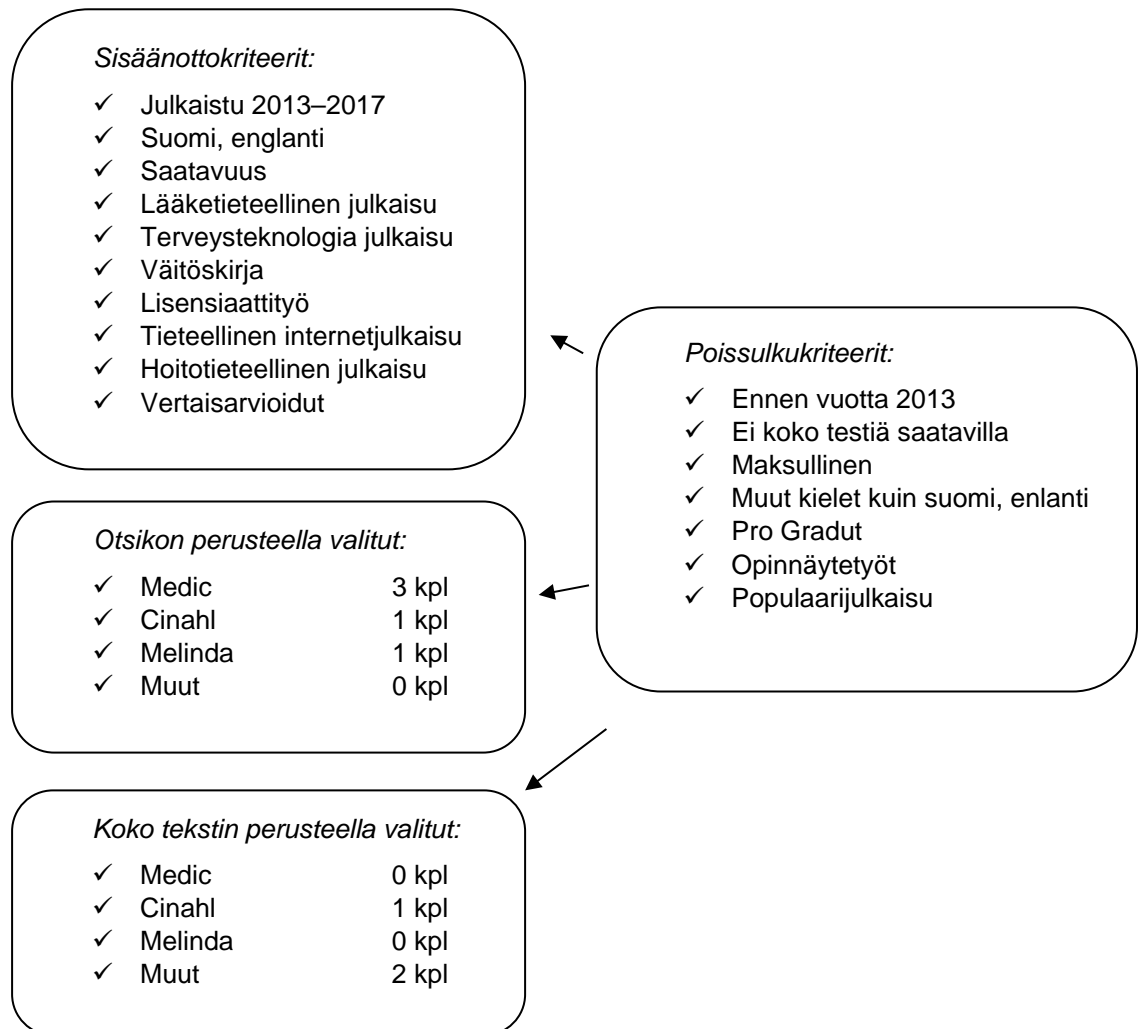 Sisäänottokriteerit:
✓ Julkaistu 2013–2017
✓ Suomi, englanti
✓ Saatavuus
✓ Lääketieteellinen julkaisu
✓ Terveysteknologia julkaisu
✓ Väitöskirja
✓ Lisensiaattityö
✓ Tieteellinen internetjulkaisu
✓ Hoitotieteellinen julkaisu
✓ Vertaisarvioidut
Poissulkukriteerit:
✓ Ennen vuotta 2013
✓ Ei koko testiä saatavilla
✓ Maksullinen
✓ Muut kielet kuin suomi, enlanti
✓ Pro Gradut
✓ Opinnäytetyöt
✓ Populaarijulkaisu
Otsikon perusteella valitut:
✓ Medic 3 kpl
✓ Cinahl 1 kpl
✓ Melinda 1 kpl
✓ Muut 0 kpl
Koko tekstin perusteella valitut:
✓ Medic 0 kpl
✓ Cinahl 1 kpl
✓ Melinda 0 kpl
✓ Muut 2 kpl